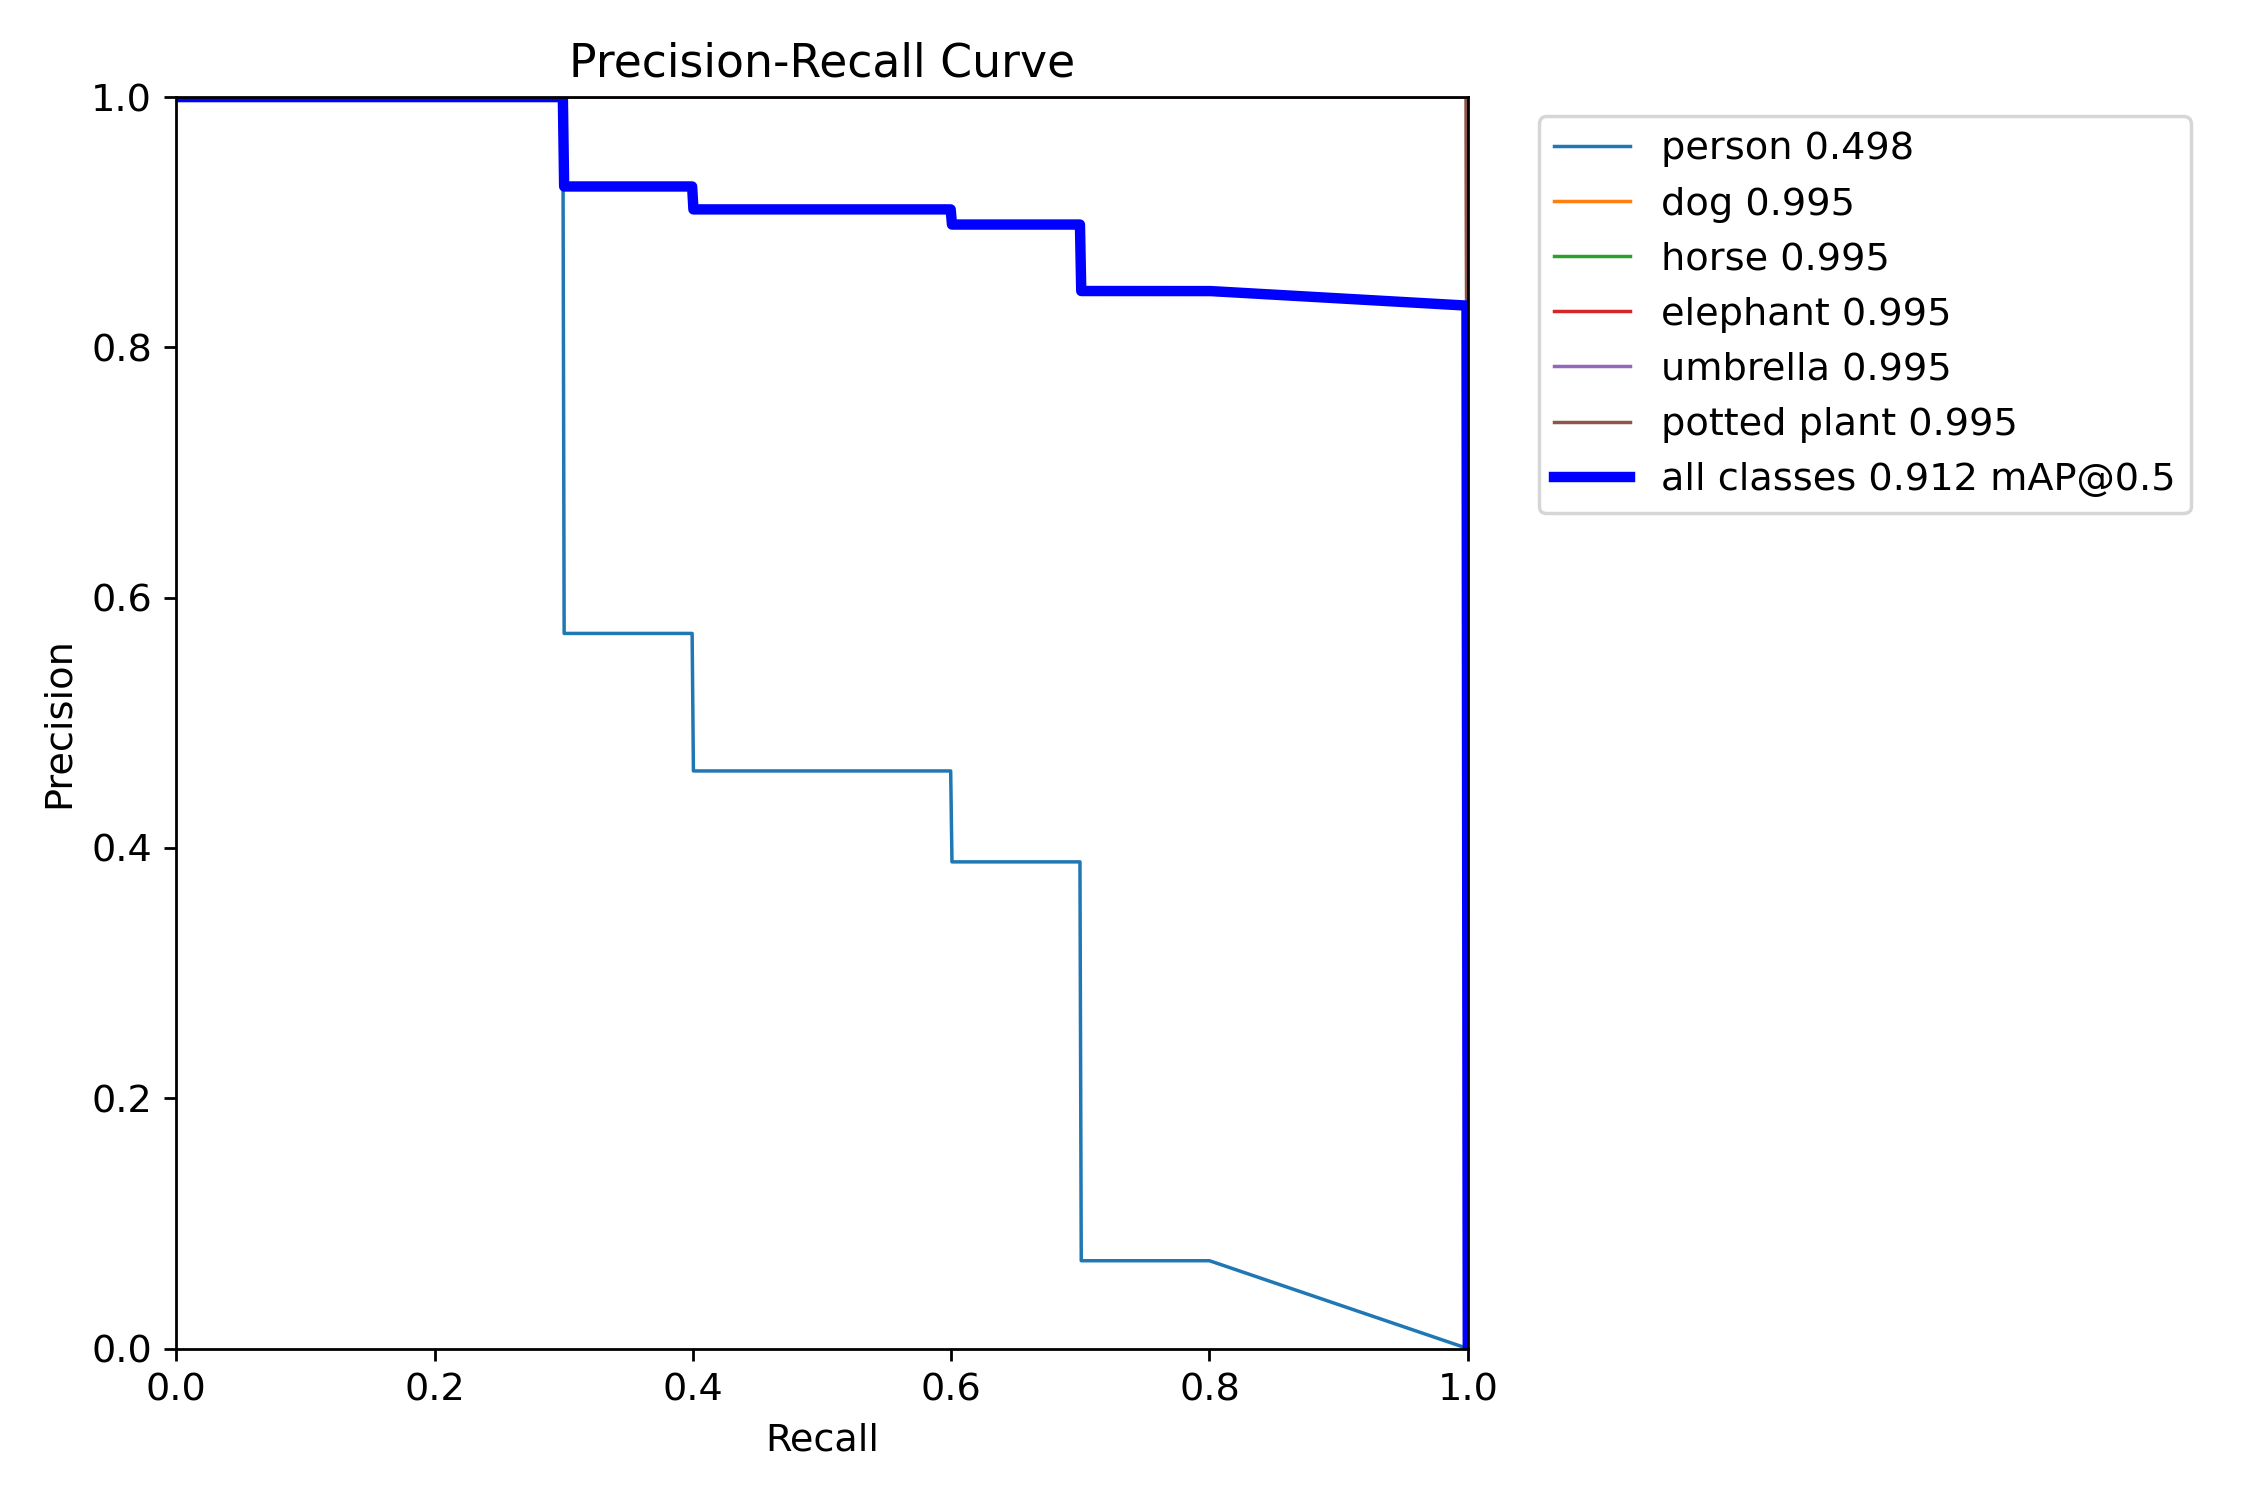 Precision-Recall Curve
1.0
0.8
0.6
0.4
0.2
0.0
Precision
0.0 0.2 0.4 0.6 0.8 1.0
Recall
person 0.498
dog 0.995
horse 0.995
elephant 0.995
umbrella 0.995
potted plant 0.995
all classes 0.912 mAP@0.5